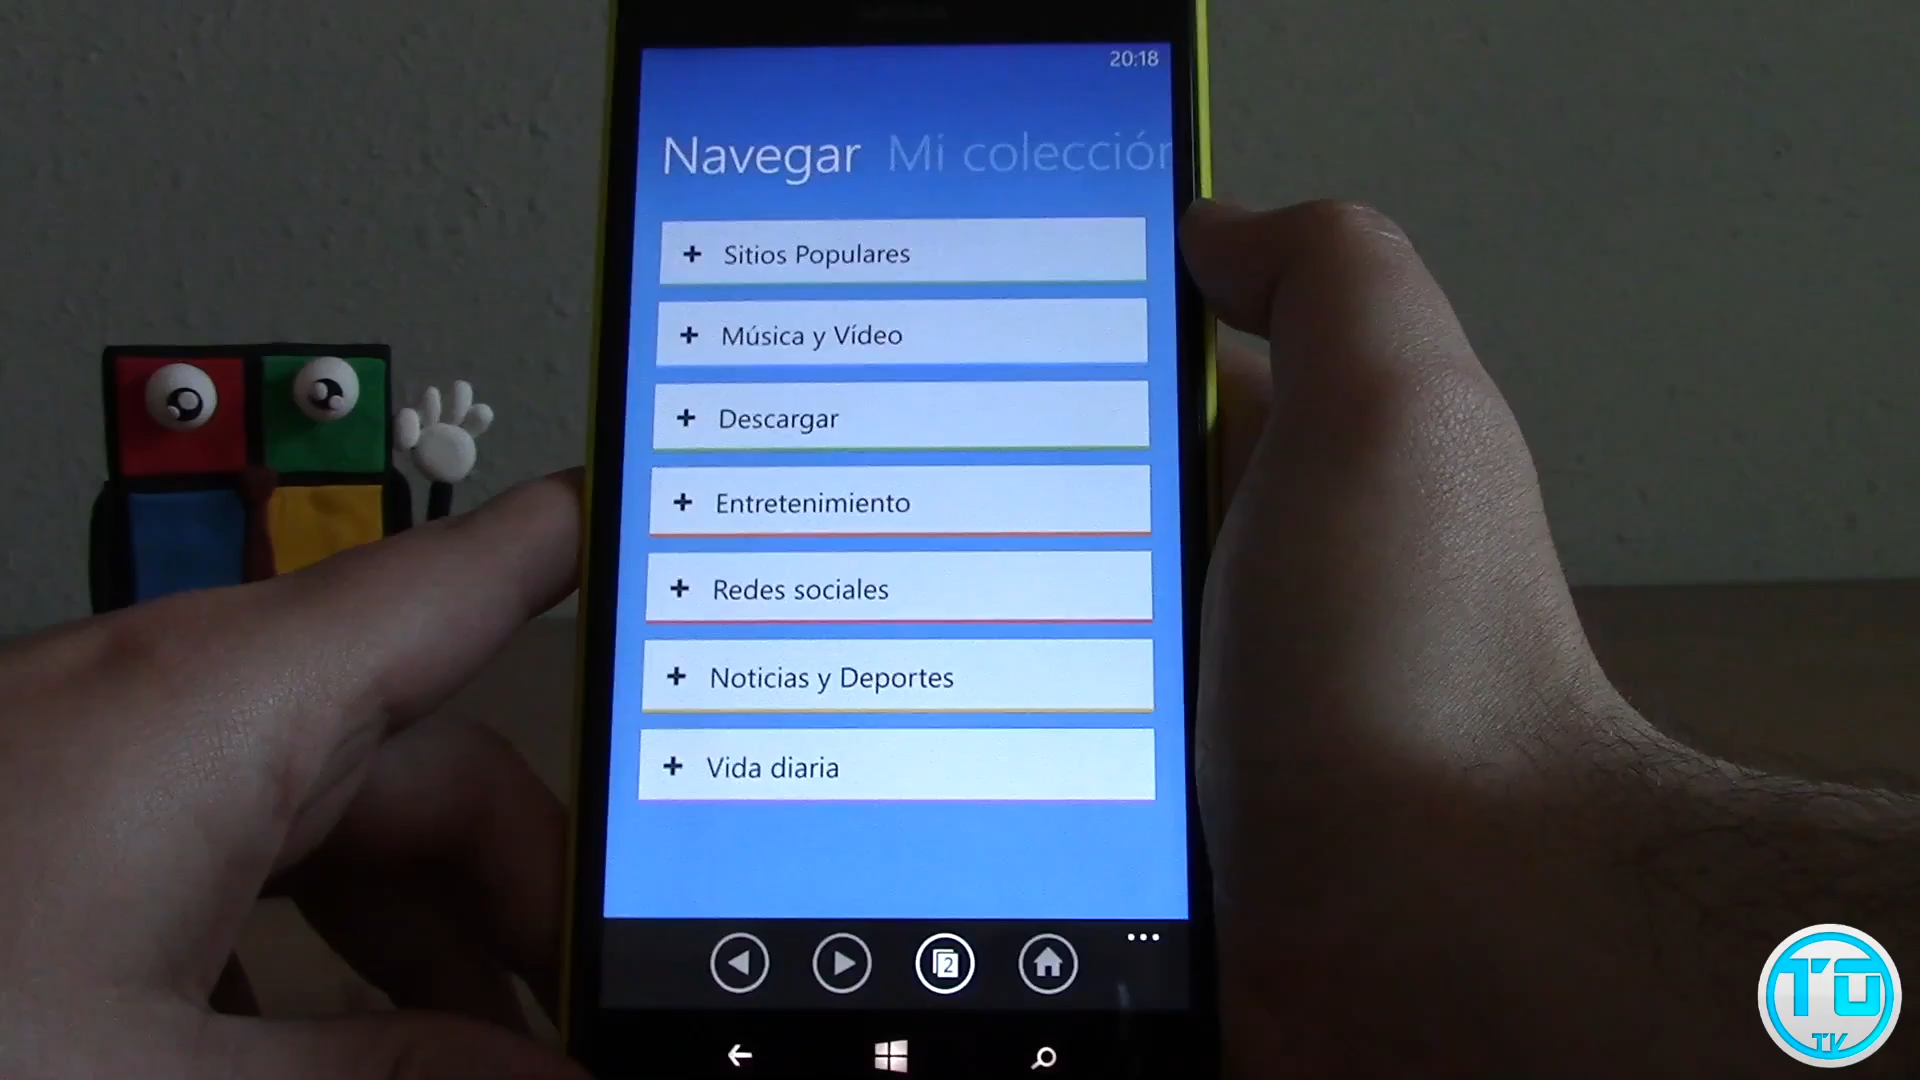 20:18
Navegar Mi colección
+ Sitios Populares
+ Música y Vídeo
+ Descargar
+ Entretenimiento
+ Redes sociales
+ Noticias y Deportes
+ Vida diaria
2
TU
TV